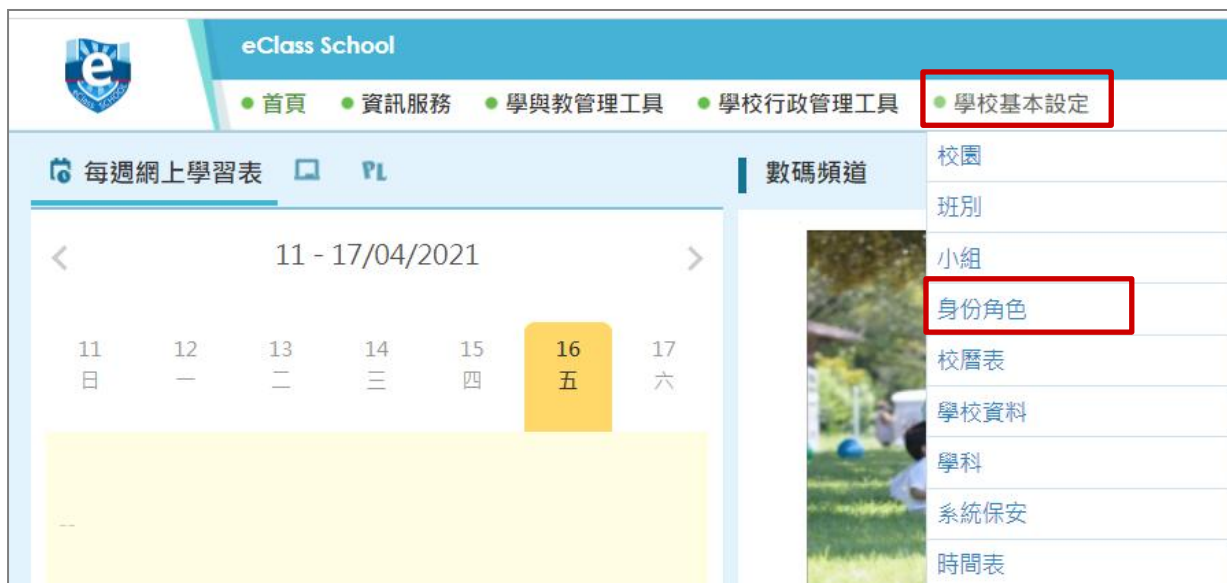 eClass School
首頁 資訊服務 學與教管理工具 學校行政管理工具 學校基本設定
每週網上學習表 PL
數碼頻道
校園
班別
小組
身份角色
校曆表
學校資料
學科
系統保安
時間表
< 11 - 17/04/2021 >
11 12 13 14 15 16 17
日 一 二 三 四 五 六
--
e
eClass SCHOOL